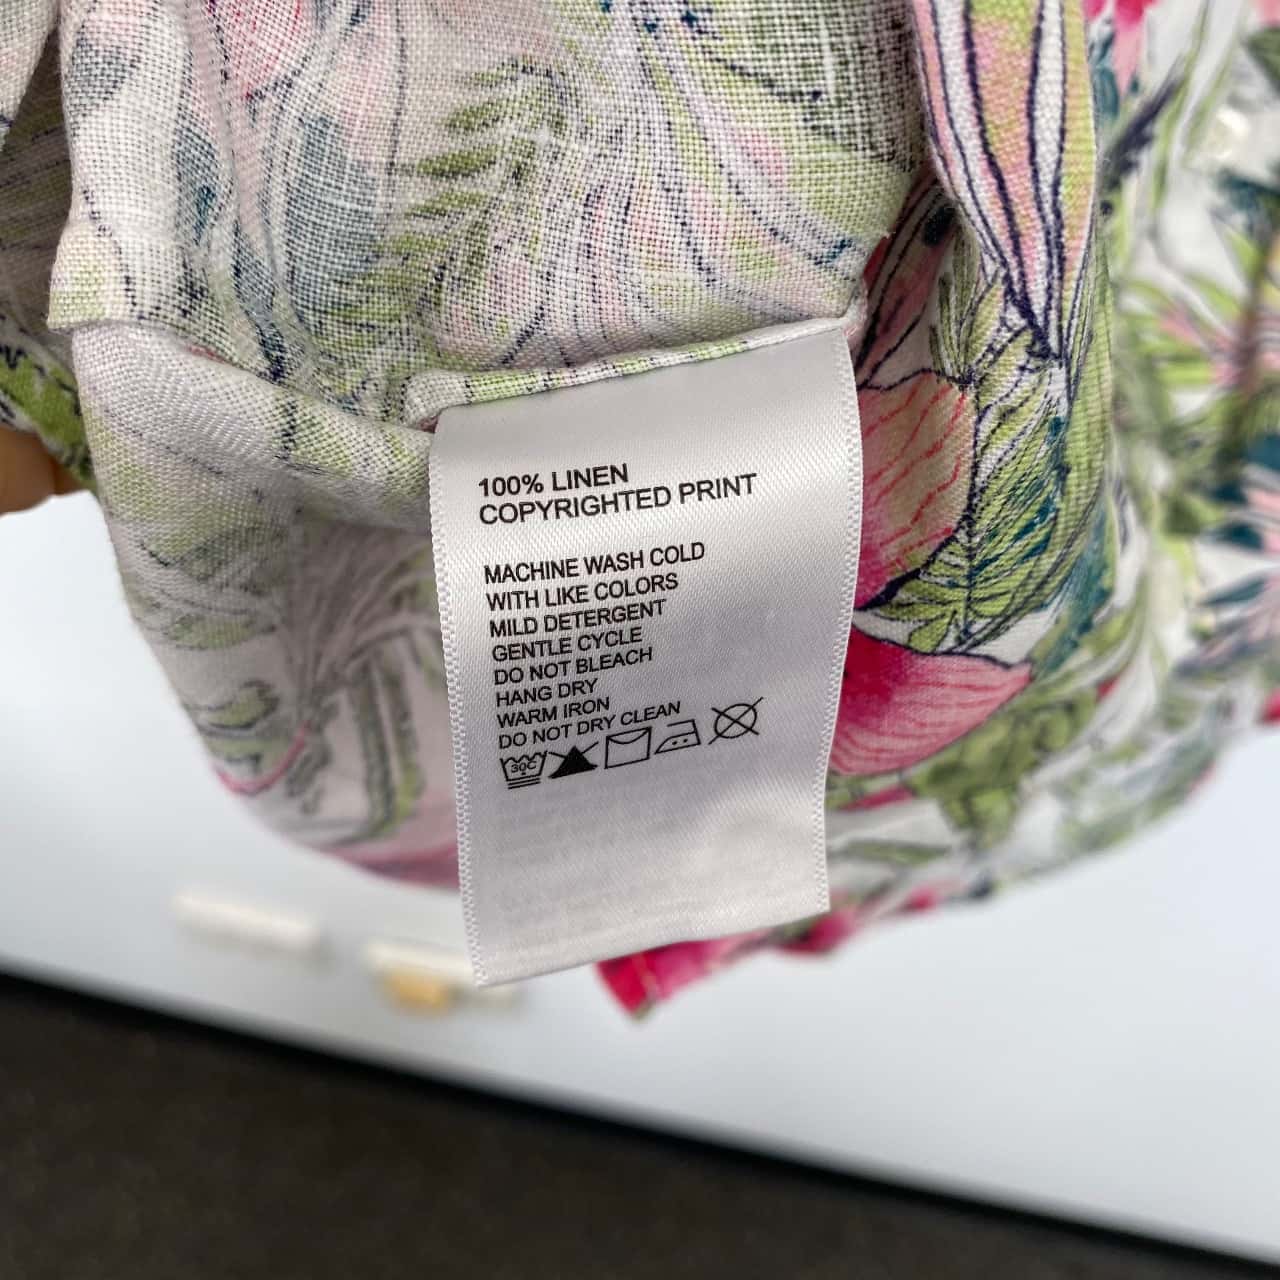 100% LINEN
COPYRIGHTED PRINT
MACHINE WASH COLD
WITH LIKE COLORS
MILD DETERGENT
GENTLE CYCLE
DO NOT BLEACH
HANG DRY
WARM IRON
DO NOT DRY CLEAN
30C